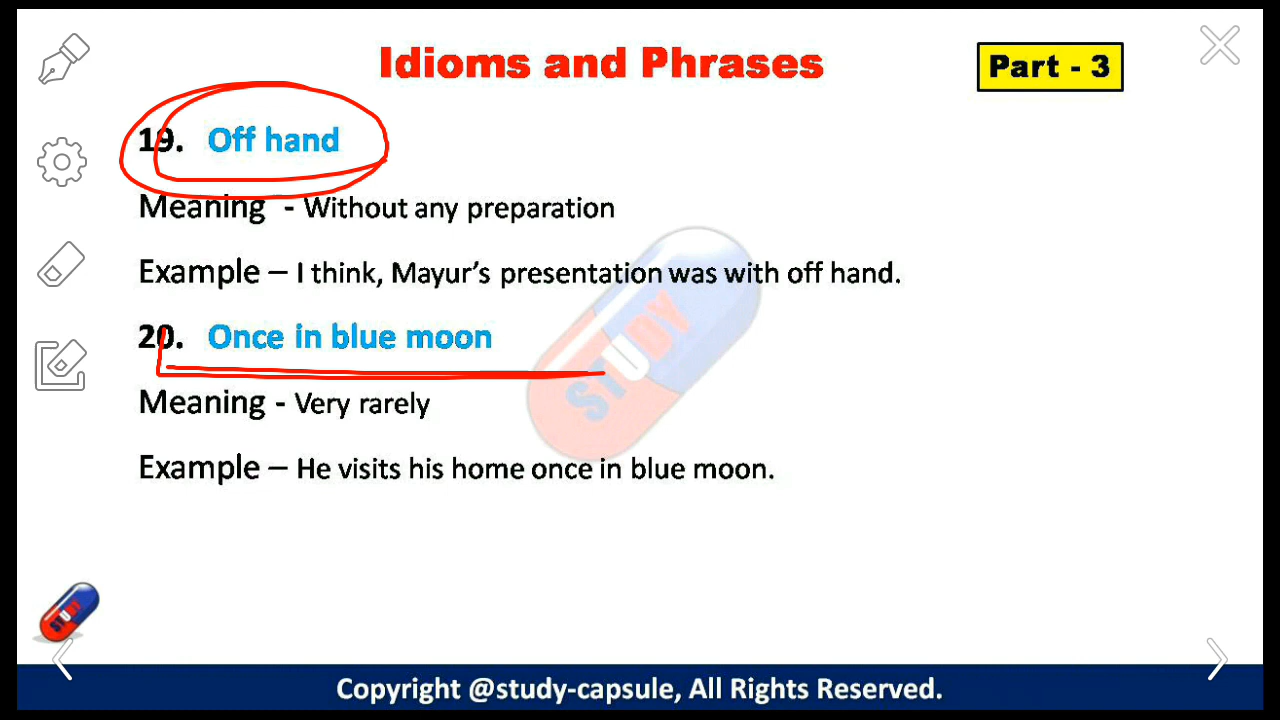 Idioms and Phrases
Part - 3
19. Off hand
Meaning - Without any preparation
Example – I think, Mayur’s presentation was with off hand.
20. Once in blue moon
STUDY
Meaning - Very rarely
Example – He visits his home once in blue moon.
STUDY
Copyright @study-capsule, All Rights Reserved.